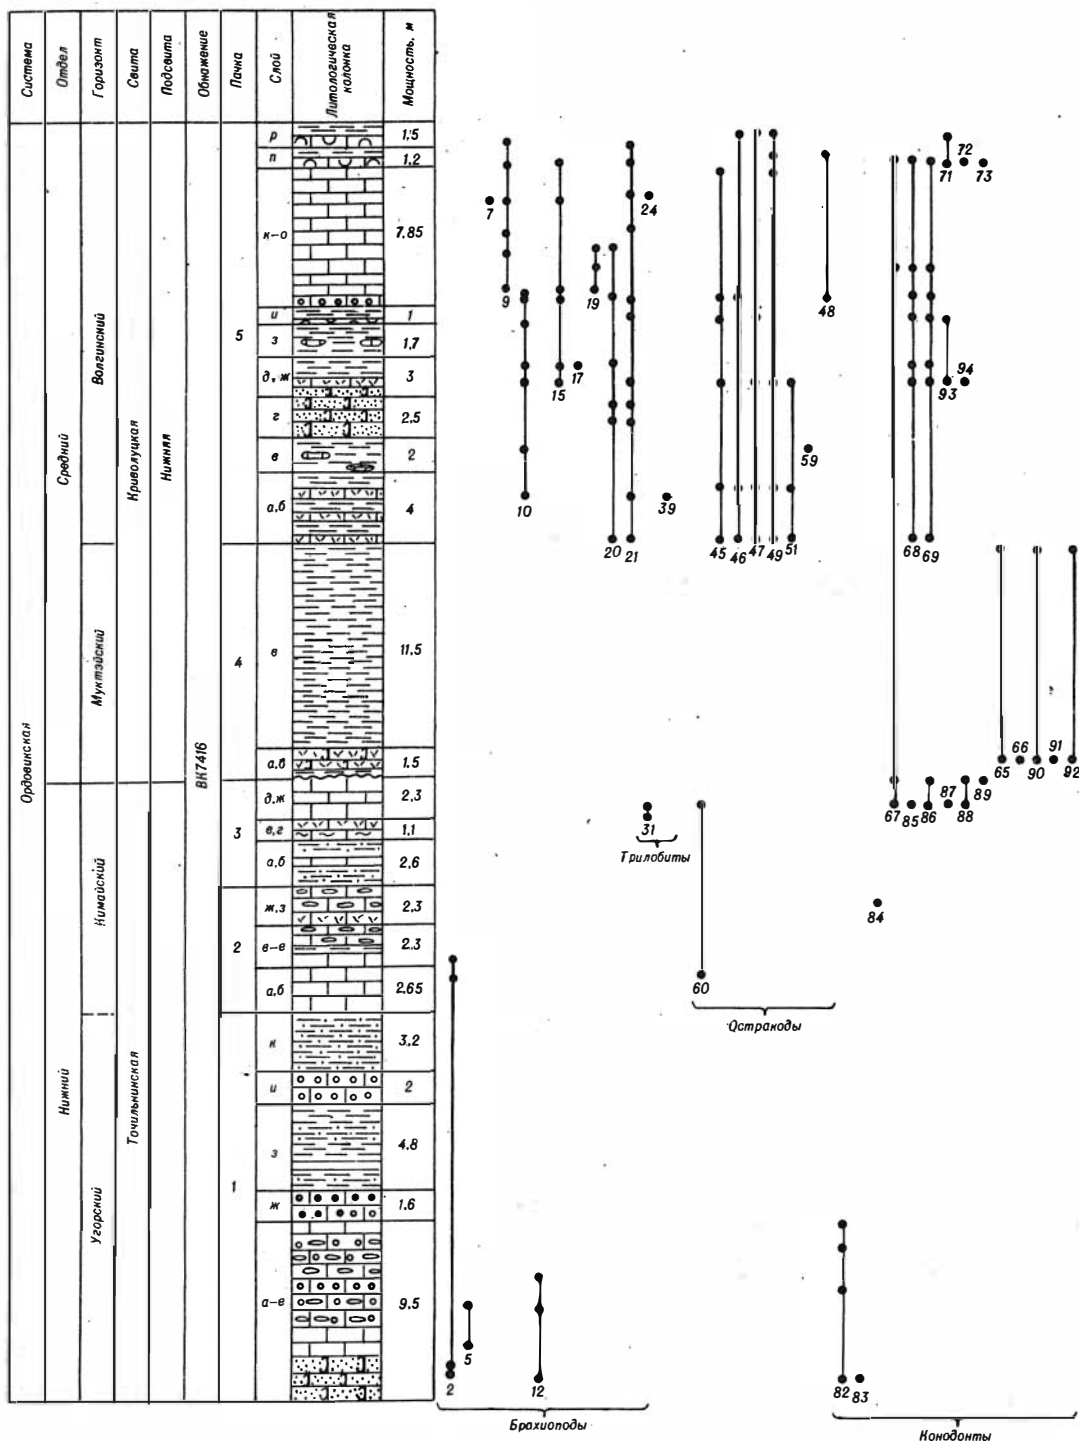 Система Отдел Горизонт Свита Подсвита Обнажение Пачка Слой Литологическая колонка Мощность, м
Ордовикская
Средний
Нижний
Волгинский
Муктэйский
Кимайский
Угорский
Криволуцкая
Точильнинская
Нижняя
ВК7416
5
4
3
2
1
р 1,5
п 1,2
к-о 7,85
и 1
з 1,7
д, ж 3
г 2,5
в 2
а,б 4
в 11,5
а,б 1.5
д,ж 2,3
в,г 1,1
а,б 2,6
ж,з 2,3
в-е 2.3
а,б 2,65
к 3,2
и 2
з 4.8
ж 1.6
а-е 9,5
72
71 73
7 24
9 19 48
94
15 17 93
59
10 39
20 21 45 46 47 49 51 68 69
65 66 90 91 92
87 89
67 85 86 88
31
Трилобиты
84
60
Остракоды
5
2 12 82 83
Брахиоподы
Конодонты